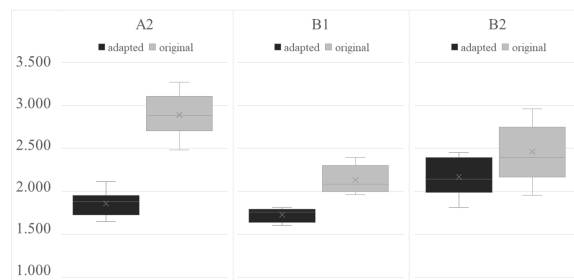 A2
B1
B2
adapted original
adapted original
adapted original
3.500
3.000
2.500
2.000
1.500
1.000